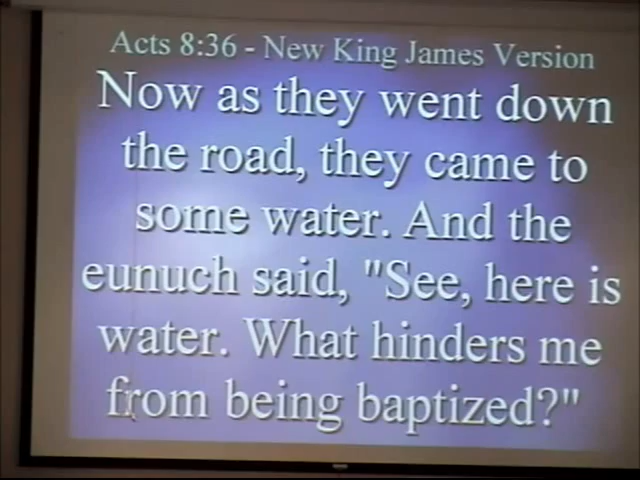 Acts 8:36 - New King James Version
Now as they went down
the road, they came to
some water. And the
eunuch said, "See, here is
water. What hinders me
from being baptized?"